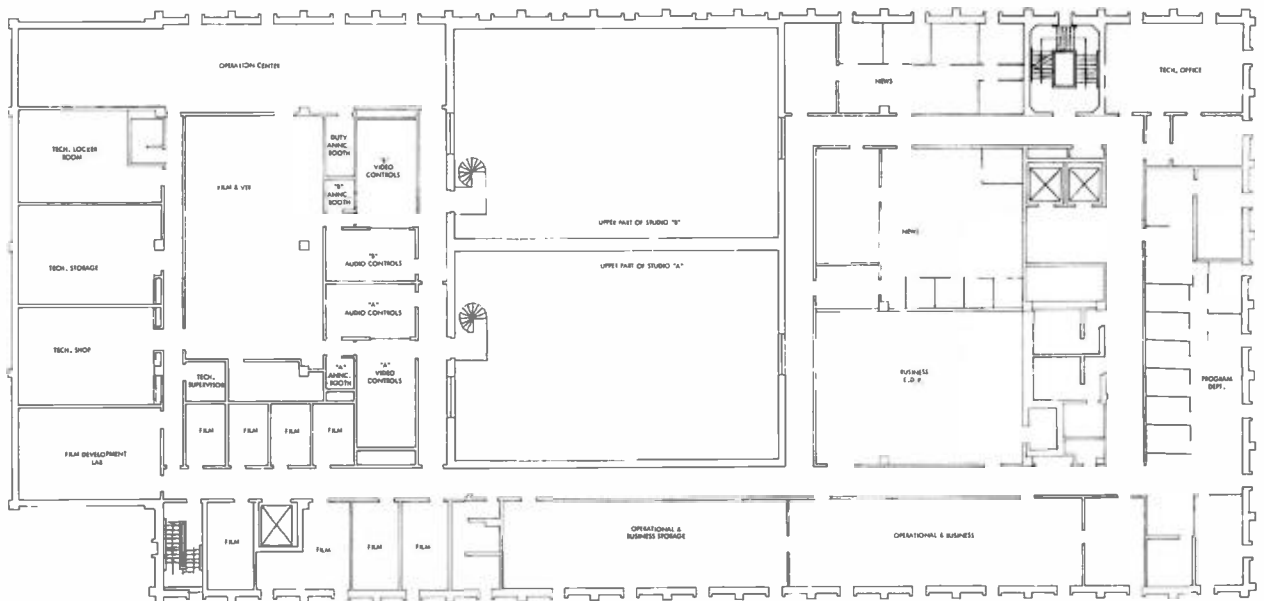 OPERATION CENTER
NEWS
TECH. OFFICE
TECH. LOCKER
ROOM
DUTY
ANNC.
BOOTH
"B"
VIDEO
CONTROLS
FILM & VTR
"B"
ANNC.
BOOTH
UPPER PART OF STUDIO "B"
NEWS
"B"
AUDIO CONTROLS
TECH. STORAGE
UPPER PART OF STUDIO "A"
"A"
AUDIO CONTROLS
TECH. SHOP
"A"
ANNC.
BOOTH
"A"
VIDEO
CONTROLS
TECH.
SUPERVISOR
BUSINESS
E.D.P.
PROGRAM
DEPT.
FILM
FILM
FILM
FILM
FILM DEVELOPMENT
LAB
FILM
FILM
FILM
FILM
OPERATIONAL &
BUSINESS STORAGE
OPERATIONAL & BUSINESS